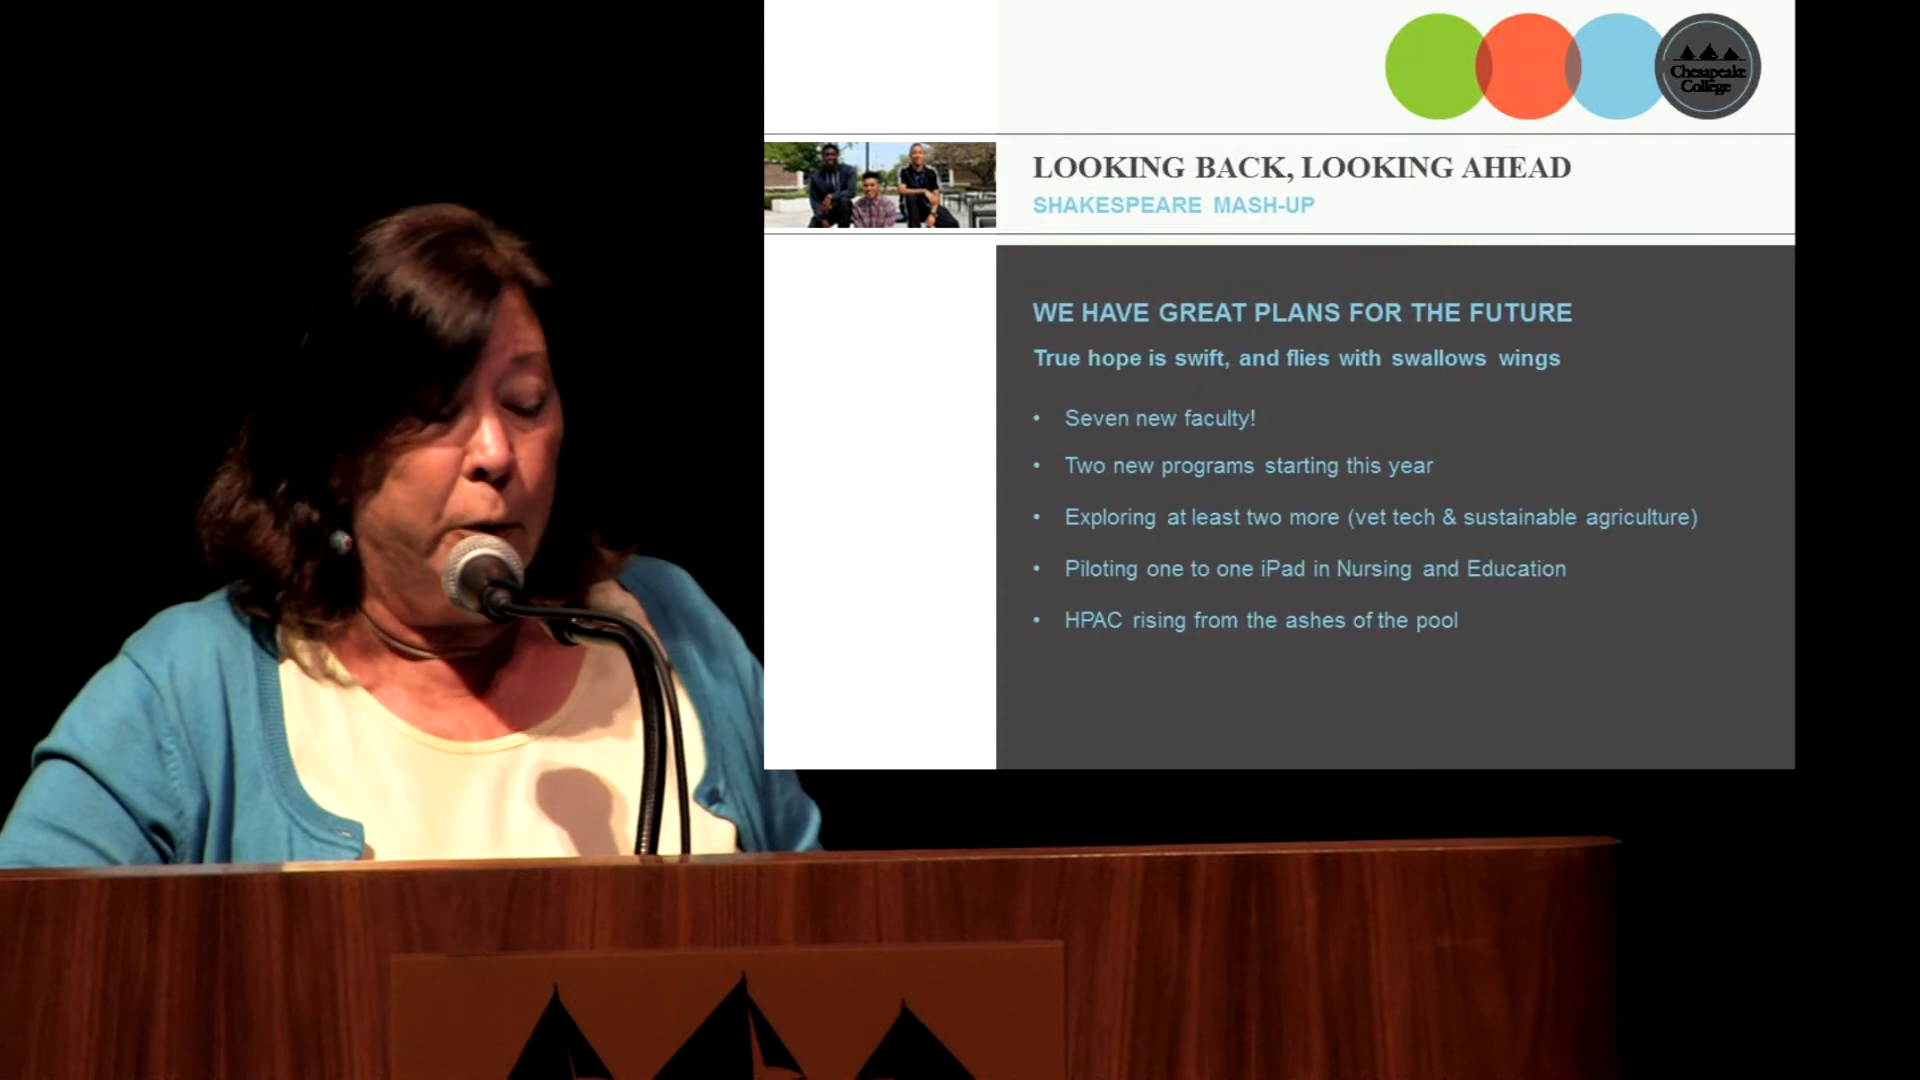 Chesapeake
College
LOOKING BACK, LOOKING AHEAD
SHAKESPEARE MASH-UP
WE HAVE GREAT PLANS FOR THE FUTURE
True hope is swift, and flies with swallows wings
• Seven new faculty!
• Two new programs starting this year
• Exploring at least two more (vet tech & sustainable agriculture)
• Piloting one to one iPad in Nursing and Education
• HPAC rising from the ashes of the pool